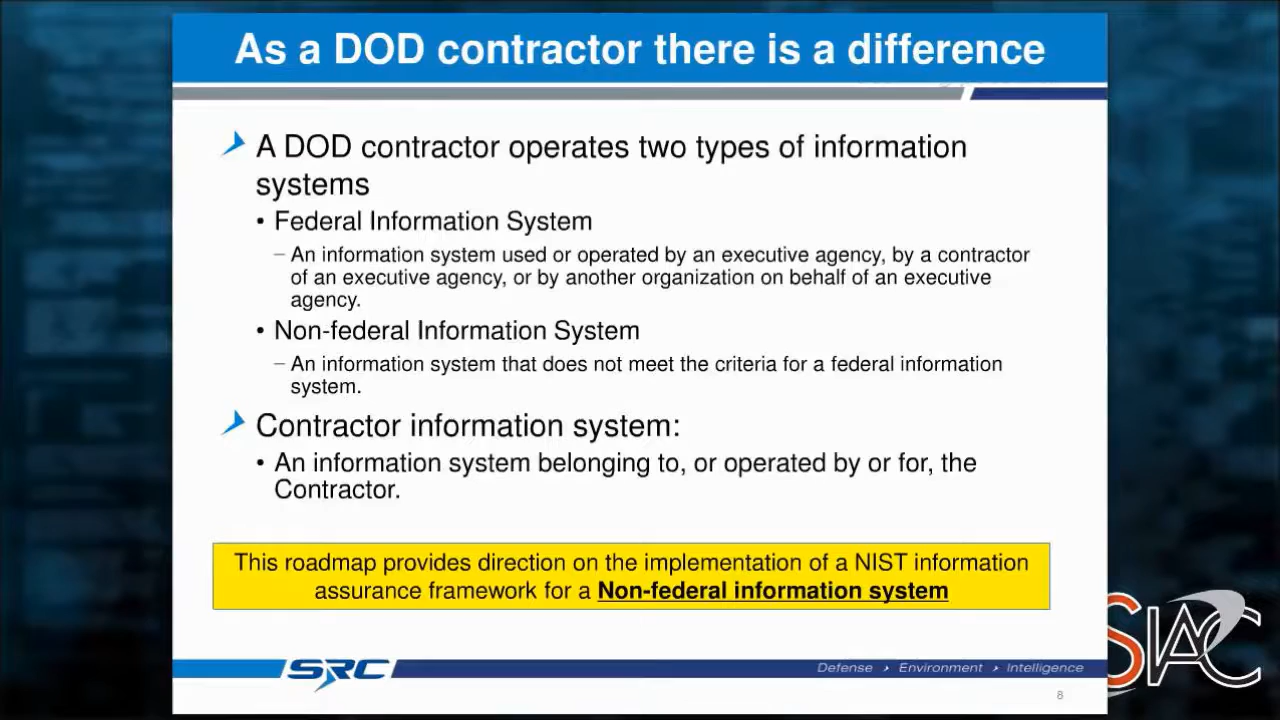 As a DOD contractor there is a difference
A DOD contractor operates two types of information
systems
• Federal Information System
– An information system used or operated by an executive agency, by a contractor
of an executive agency, or by another organization on behalf of an executive
agency.
• Non-federal Information System
– An information system that does not meet the criteria for a federal information
system.
Contractor information system:
• An information system belonging to, or operated by or for, the
Contractor.
This roadmap provides direction on the implementation of a NIST information
assurance framework for a Non-federal information system
SRC
Defense › Environment › Intelligence
SIAC
8